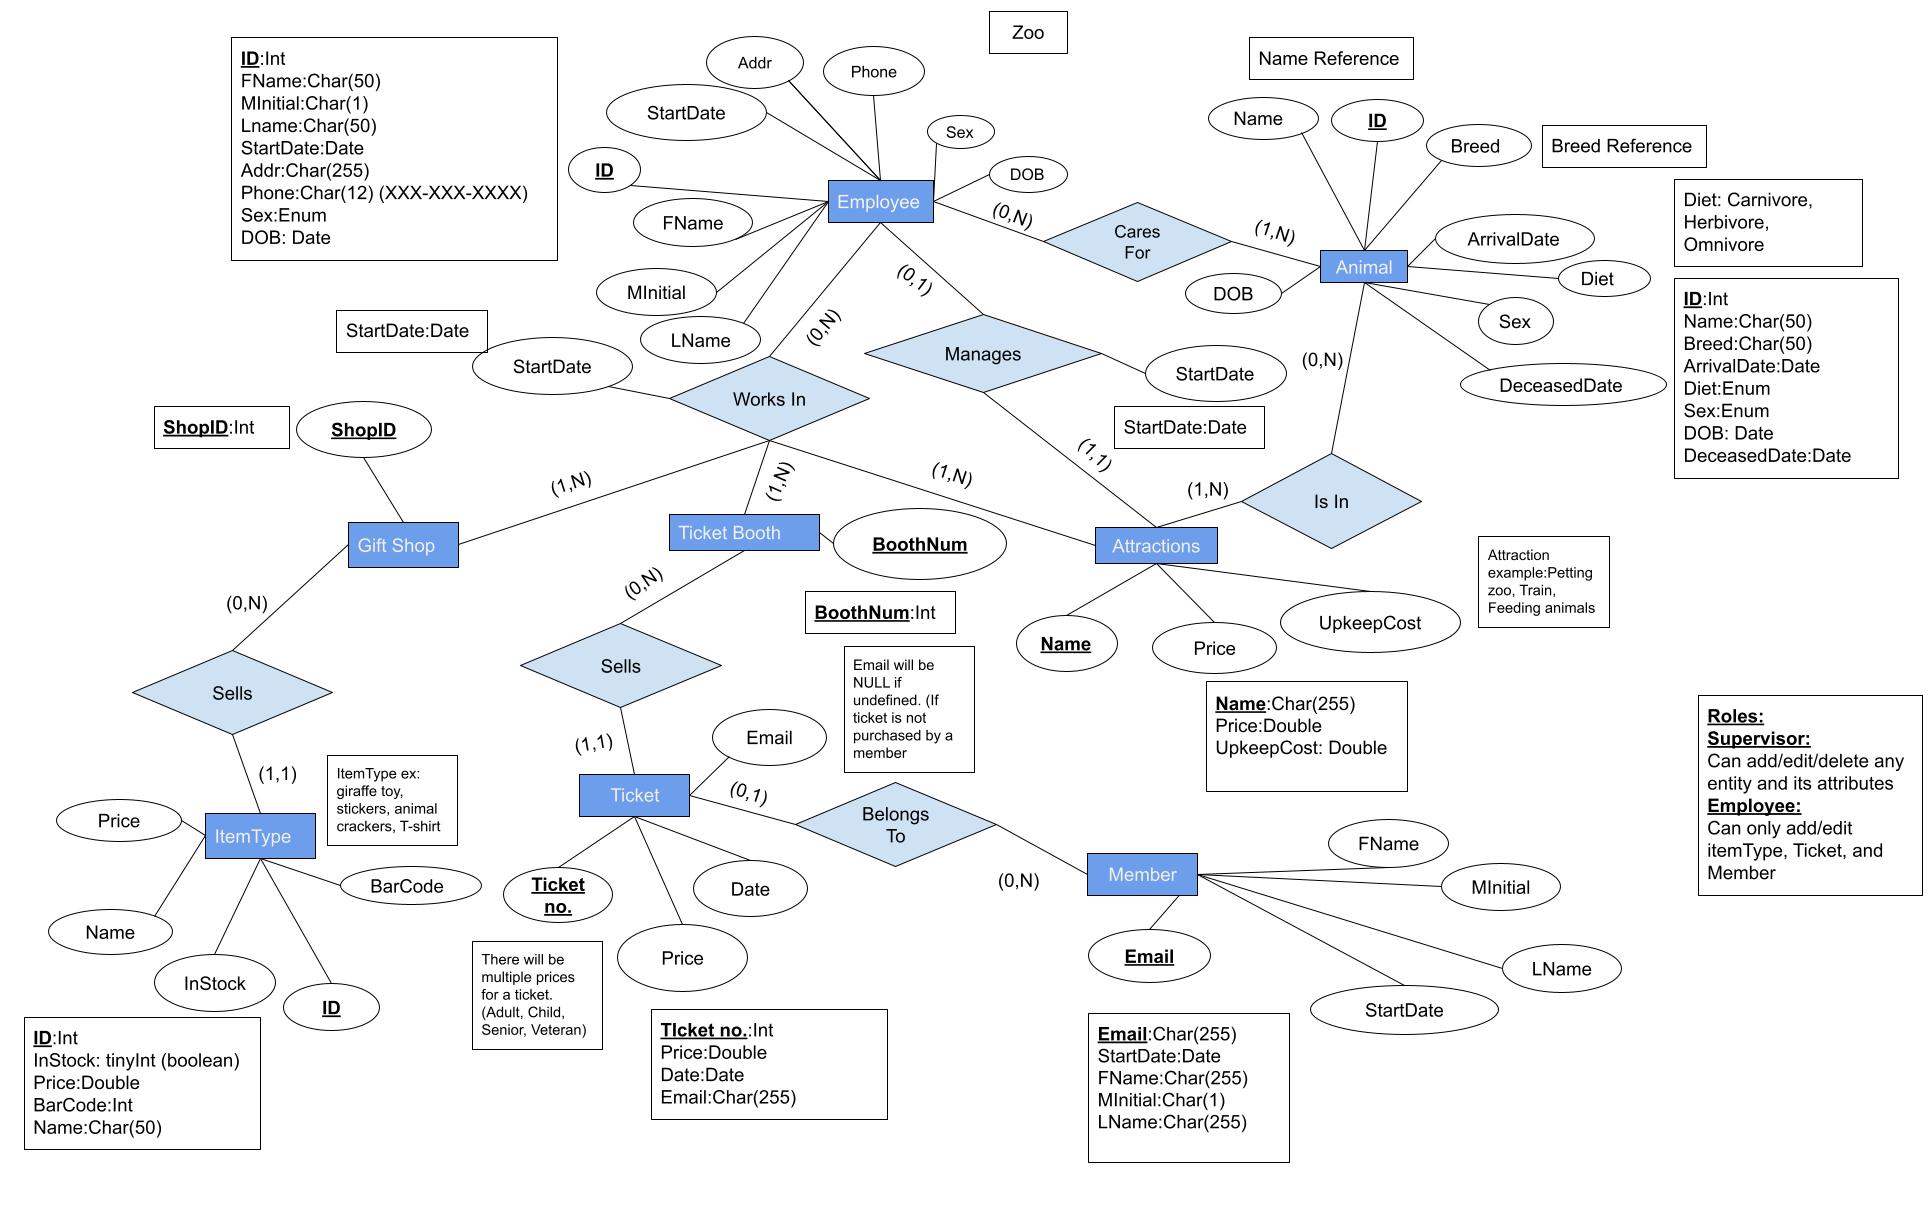 Zoo
ID:Int
FName:Char(50)
MInitial:Char(1)
Lname:Char(50)
StartDate:Date
Addr:Char(255)
Phone:Char(12) (XXX-XXX-XXXX)
Sex:Enum
DOB: Date
Addr
Phone
StartDate
Sex
ID
DOB
FName
Employee
MInitial
LName
(0,N)
Cares
For
(1,N)
Name Reference
Name
ID
Breed
Breed Reference
Diet: Carnivore,
Herbivore,
Omnivore
ArrivalDate
Animal
Diet
DOB
Sex
DeceasedDate
ID:Int
Name:Char(50)
Breed:Char(50)
ArrivalDate:Date
Diet:Enum
Sex:Enum
DOB: Date
DeceasedDate:Date
(0,1)
(0,N)
(0,N)
StartDate:Date
StartDate
Manages
StartDate
StartDate:Date
Works In
ShopID:Int
ShopID
(1,N)
(1,N)
(1,N)
(1,1)
(1,N)
Is In
Gift Shop
Ticket Booth
BoothNum
Attractions
Attraction
example:Petting
zoo, Train,
Feeding animals
(0,N)
(0,N)
BoothNum:Int
Name
Price
UpkeepCost
Sells
Sells
Email will be
NULL if
undefined. (If
ticket is not
purchased by a
member
Name:Char(255)
Price:Double
UpkeepCost: Double
Roles:
Supervisor:
Can add/edit/delete any
entity and its attributes
Employee:
Can only add/edit
itemType, Ticket, and
Member
(1,1)
(1,1)
Email
ItemType ex:
giraffe toy,
stickers, animal
crackers, T-shirt
Price
ItemType
Ticket
(0,1)
Belongs
To
(0,N)
Member
FName
MInitial
LName
StartDate
Email
BarCode
Name
InStock
ID
Ticket
no.
Date
Price
There will be
multiple prices
for a ticket.
(Adult, Child,
Senior, Veteran)
ID:Int
InStock: tinyInt (boolean)
Price:Double
BarCode:Int
Name:Char(50)
TIcket no.:Int
Price:Double
Date:Date
Email:Char(255)
Email:Char(255)
StartDate:Date
FName:Char(255)
MInitial:Char(1)
LName:Char(255)